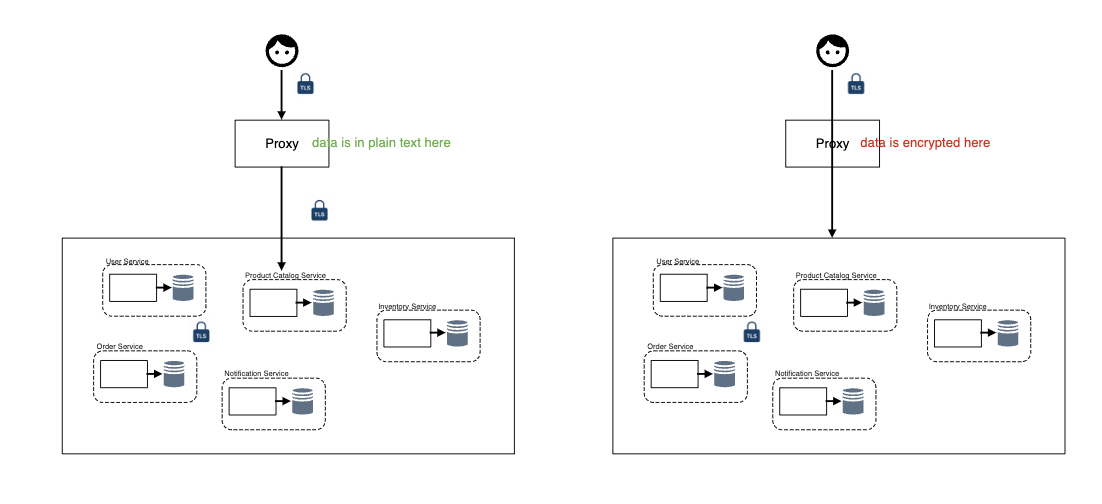 TLS
Proxy data is in plain text here
TLS
User Service
Product Catalog Service
Inventory Service
TLS
Order Service
Notification Service
TLS
Proxy data is encrypted here
User Service
Product Catalog Service
Inventory Service
TLS
Order Service
Notification Service